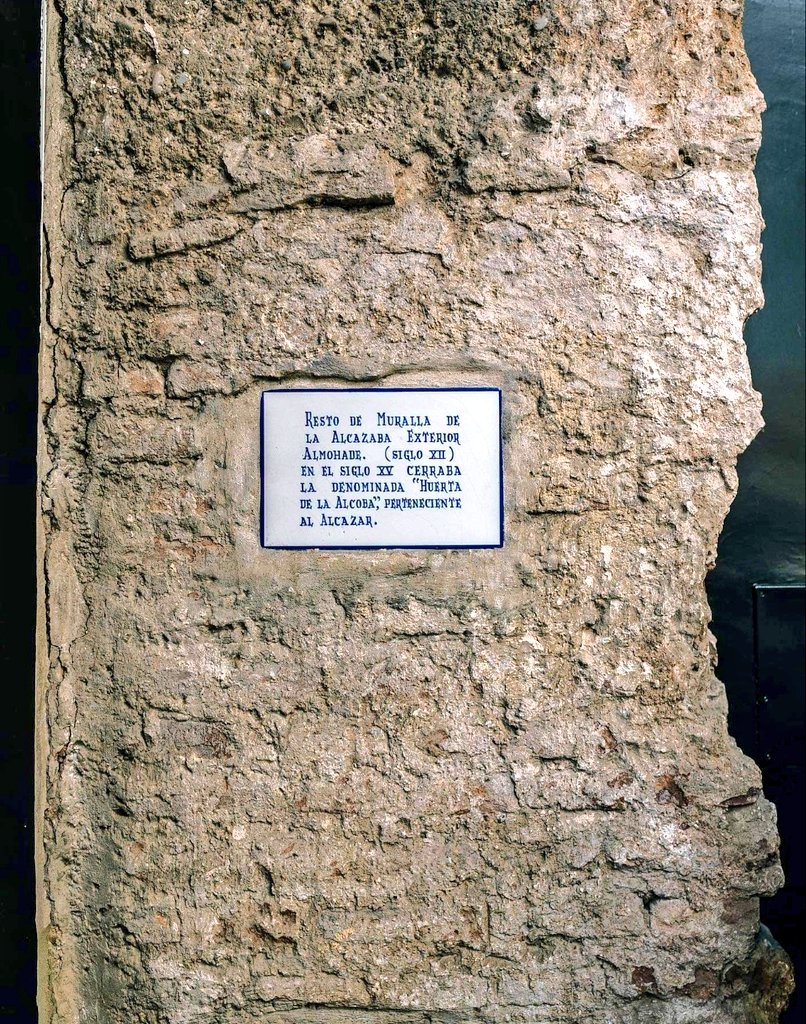 Resto de Muralla de
la Alcazaba Exterior
Almohade. (siglo XII)
en el siglo XV cerraba
la denominada "Huerta
de la Alcoba", perteneciente
al Alcazar.